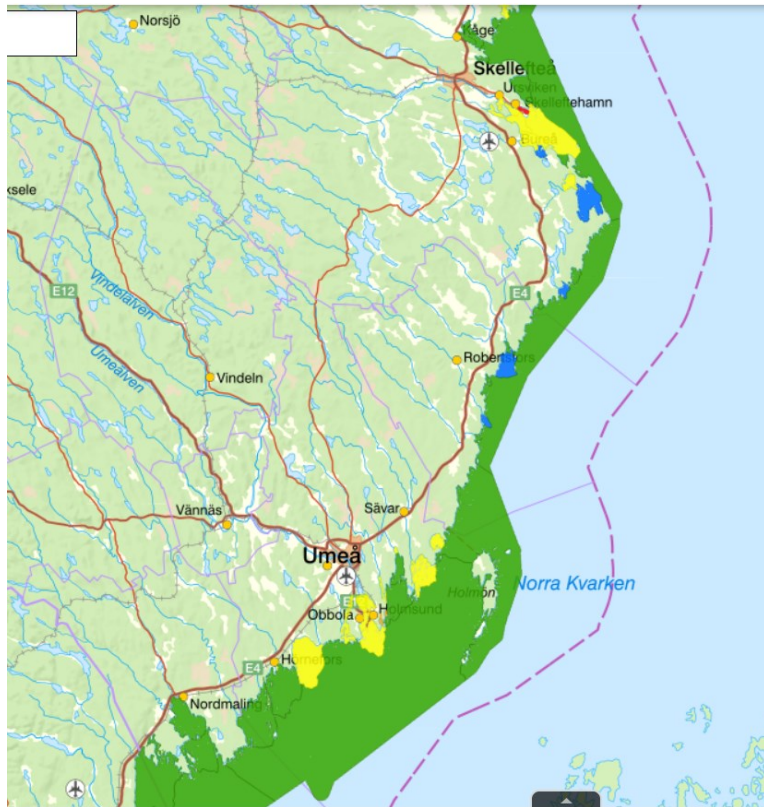 Norsjö
Kåge
Skellefteå
Ursviken
Skelleftehamn
Bureå
ksele
E12
Vindelälven
E4
Umeälven
Robertsfors
Vindeln
Sävar
Vännäs
Umeå
Norra Kvarken
Holmön
Obbola
Holmsund
Hörnefors
E4
Nordmaling